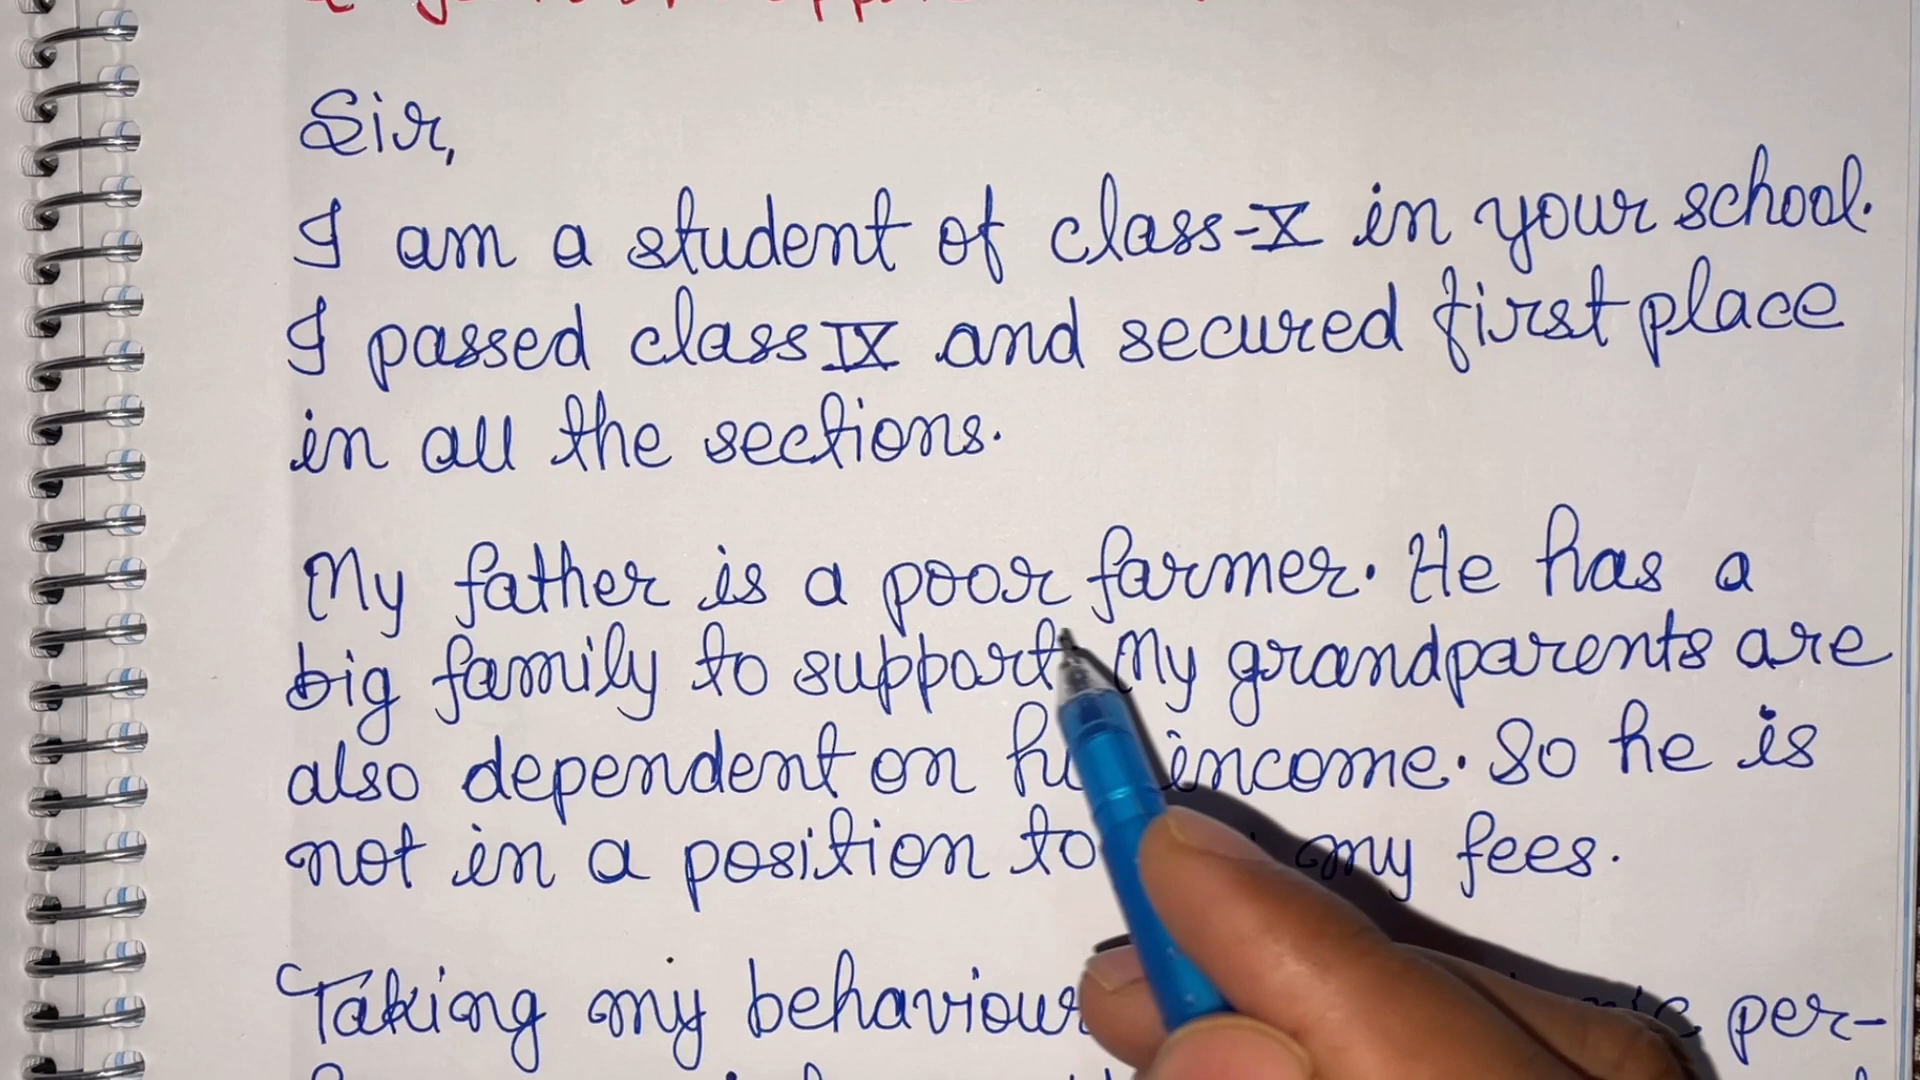 Sir,
I am a student of class-X in your school.
I passed class IX and secured first place
in all the sections.
My father is a poor farmer. He has a
big family to support My grandparents are
also dependent on income. So he is
not in a position to my fees.
Taking my behaviour per-